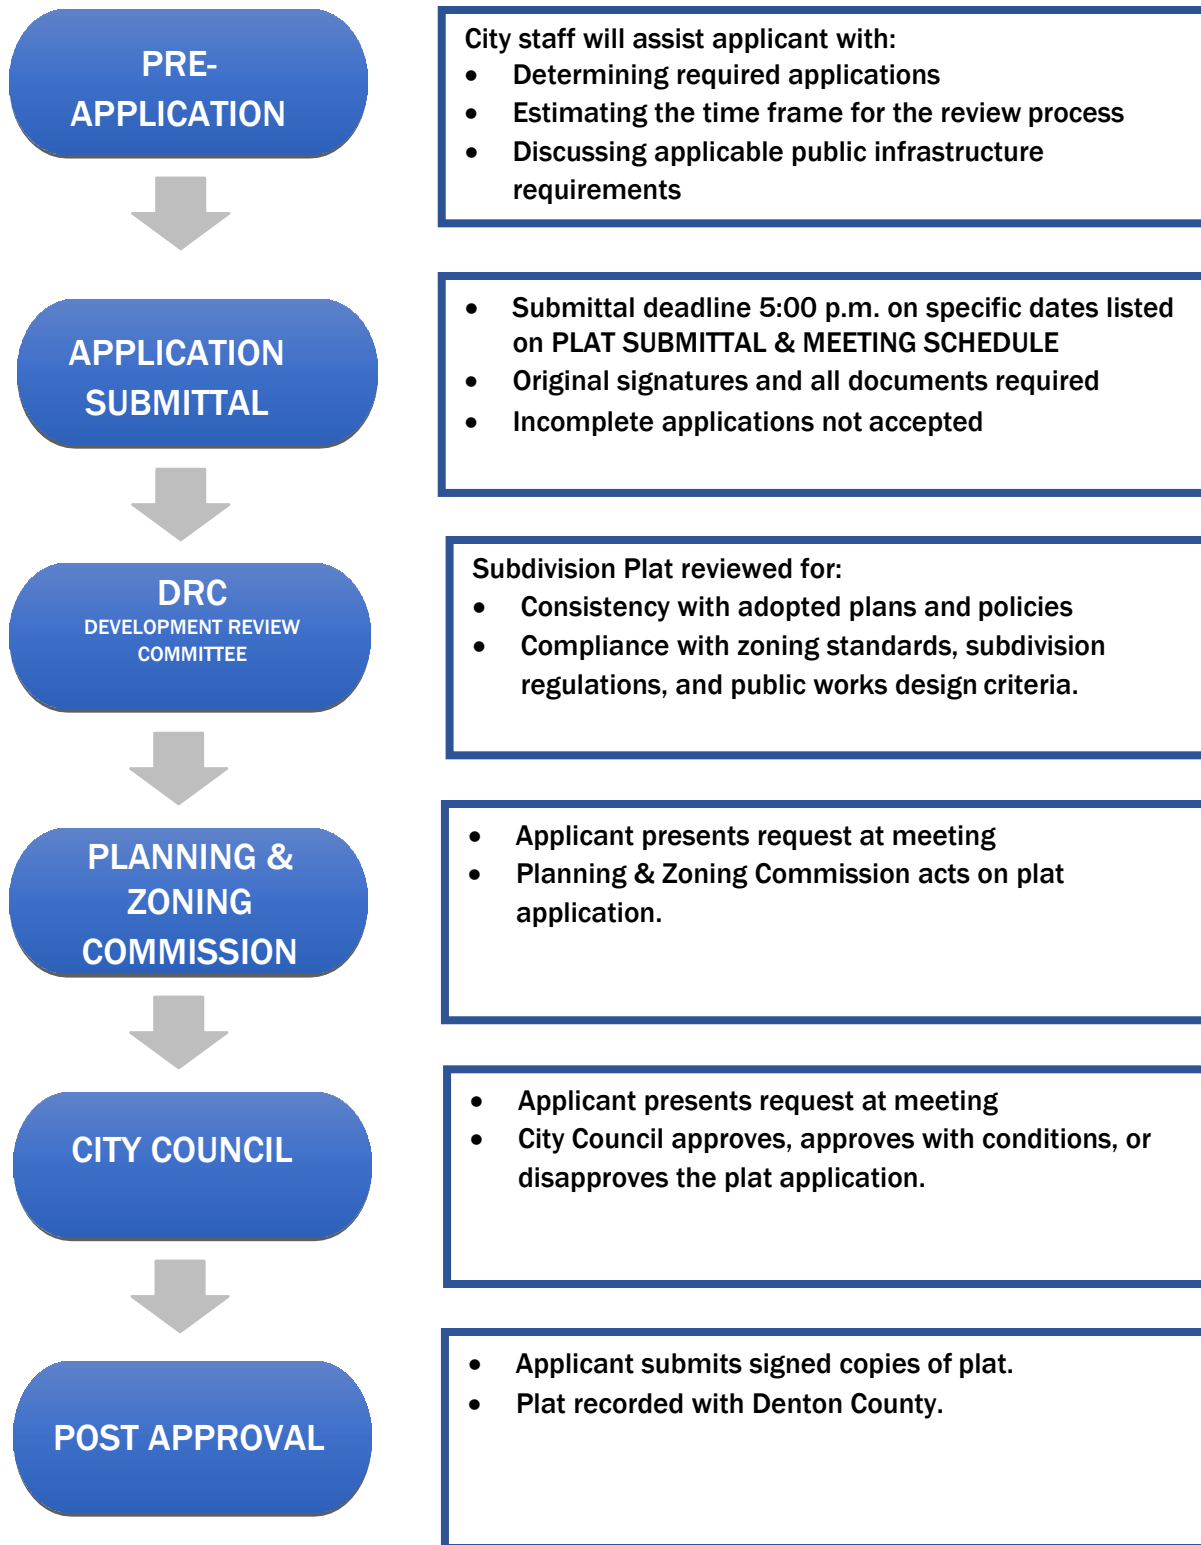 PRE-
APPLICATION
City staff will assist applicant with:
• Determining required applications
• Estimating the time frame for the review process
• Discussing applicable public infrastructure
requirements
APPLICATION
SUBMITTAL
• Submittal deadline 5:00 p.m. on specific dates listed
on PLAT SUBMITTAL & MEETING SCHEDULE
• Original signatures and all documents required
• Incomplete applications not accepted
DRC
DEVELOPMENT REVIEW
COMMITTEE
Subdivision Plat reviewed for:
• Consistency with adopted plans and policies
• Compliance with zoning standards, subdivision
regulations, and public works design criteria.
PLANNING &
ZONING
COMMISSION
• Applicant presents request at meeting
• Planning & Zoning Commission acts on plat
application.
CITY COUNCIL
• Applicant presents request at meeting
• City Council approves, approves with conditions, or
disapproves the plat application.
POST APPROVAL
• Applicant submits signed copies of plat.
• Plat recorded with Denton County.